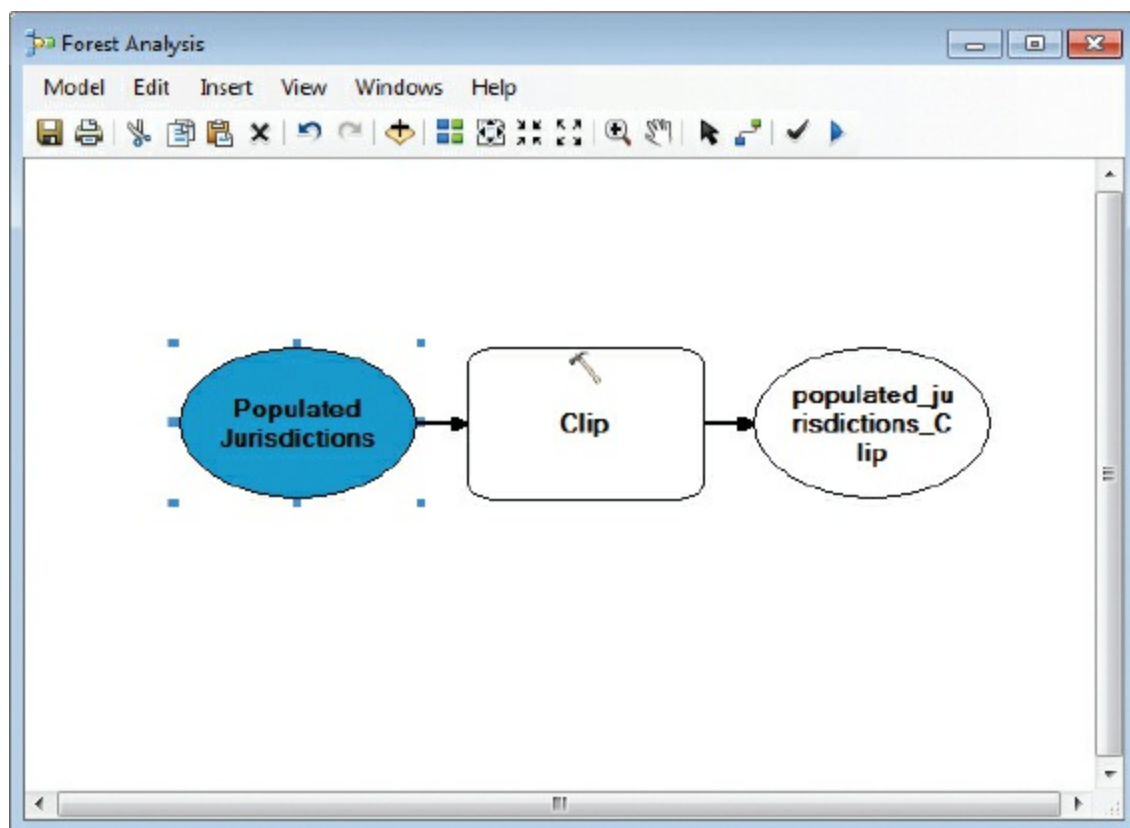 Forest Analysis
Model Edit Insert View Windows Help
Populated
Jurisdictions
Clip
populated_ju
risdictions_C
lip